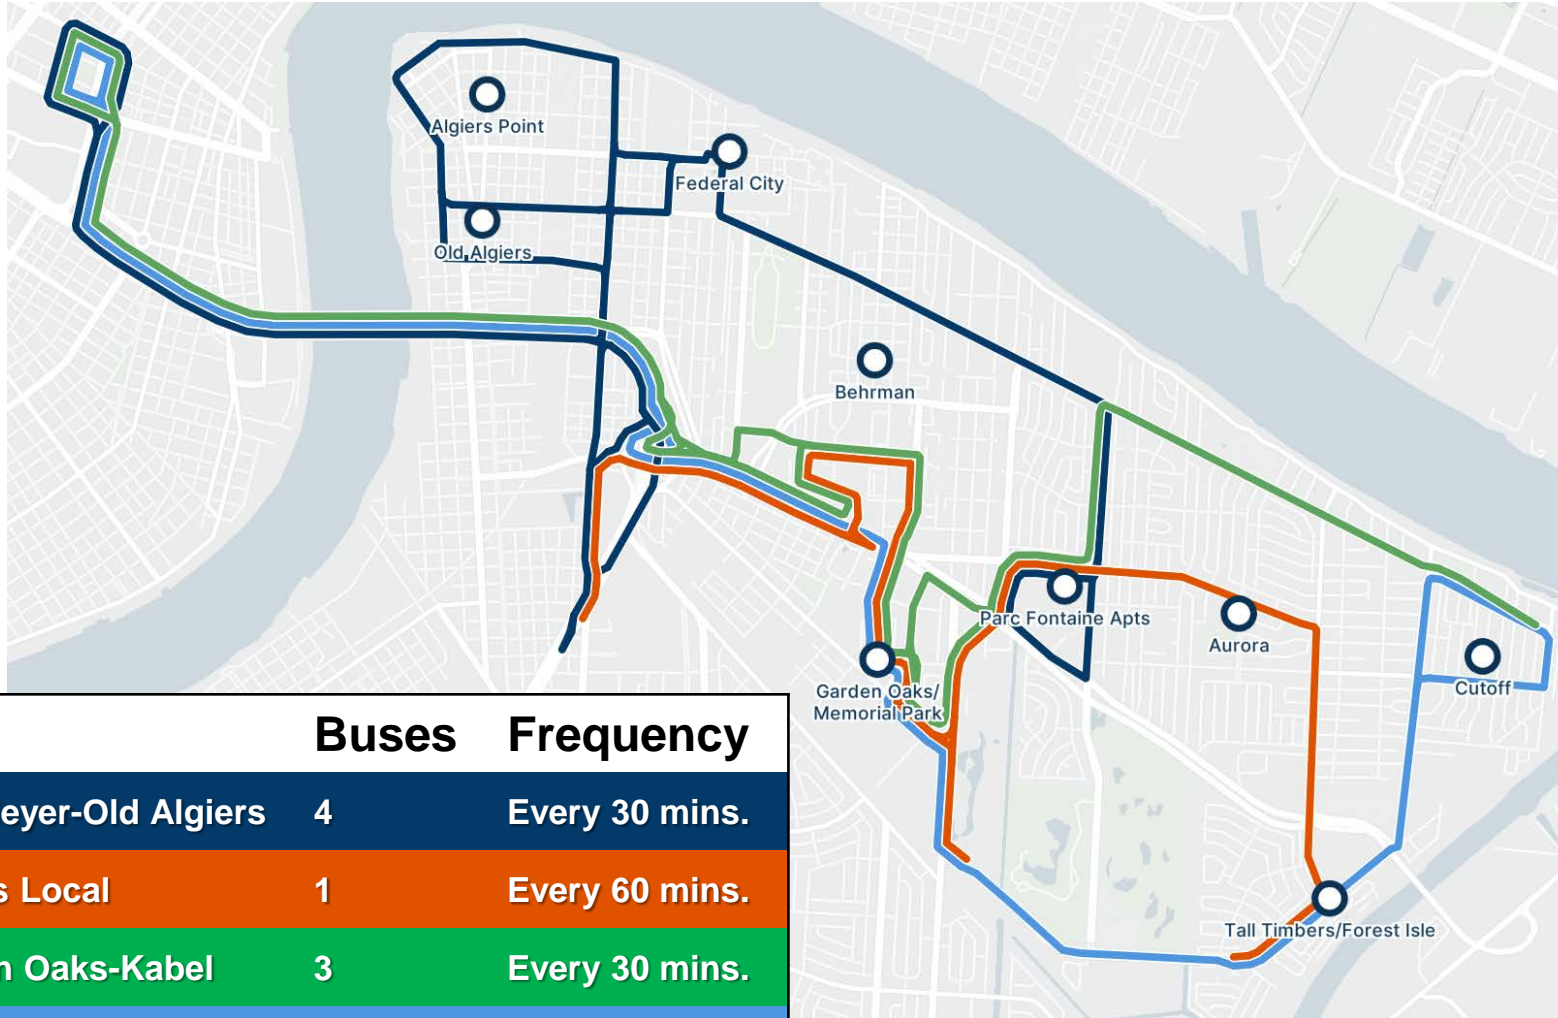 Algiers Point
Federal City
Old Algiers
Behrman
Parc Fontaine Apts
Aurora
Garden Oaks/
Memorial Park
Cutoff
Tall Timbers/Forest Isle
Buses Frequency
eyer-Old Algiers 4 Every 30 mins.
s Local 1 Every 60 mins.
n Oaks-Kabel 3 Every 30 mins.